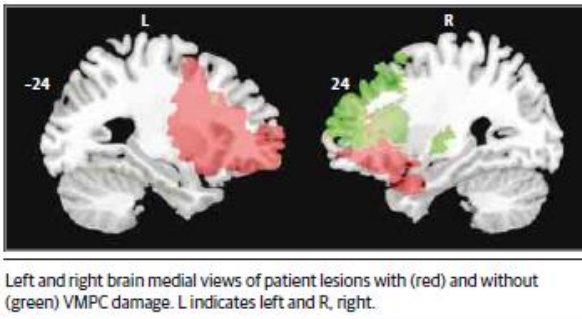 L
R
-24
24
Left and right brain medial views of patient lesions with (red) and without
(green) VMPC damage. L indicates left and R, right.